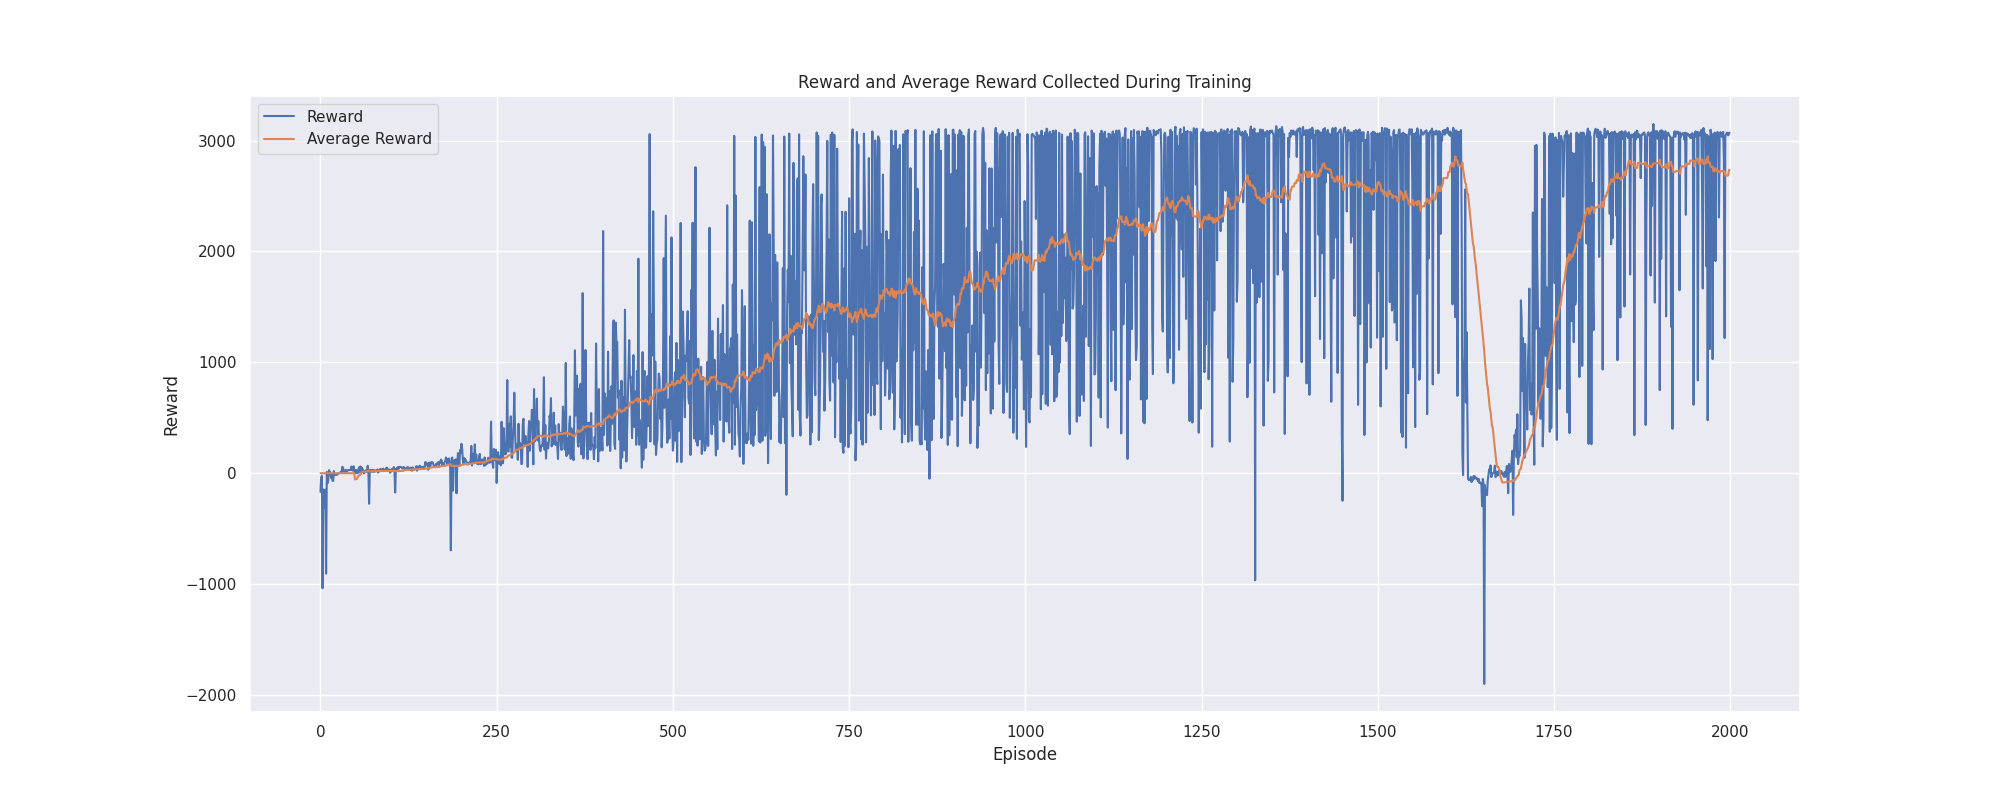 Reward and Average Reward Collected During Training
Reward
Average Reward
3000
2000
1000
0
−1000
−2000
Reward
0 250 500 750 1000 1250 1500 1750 2000
Episode